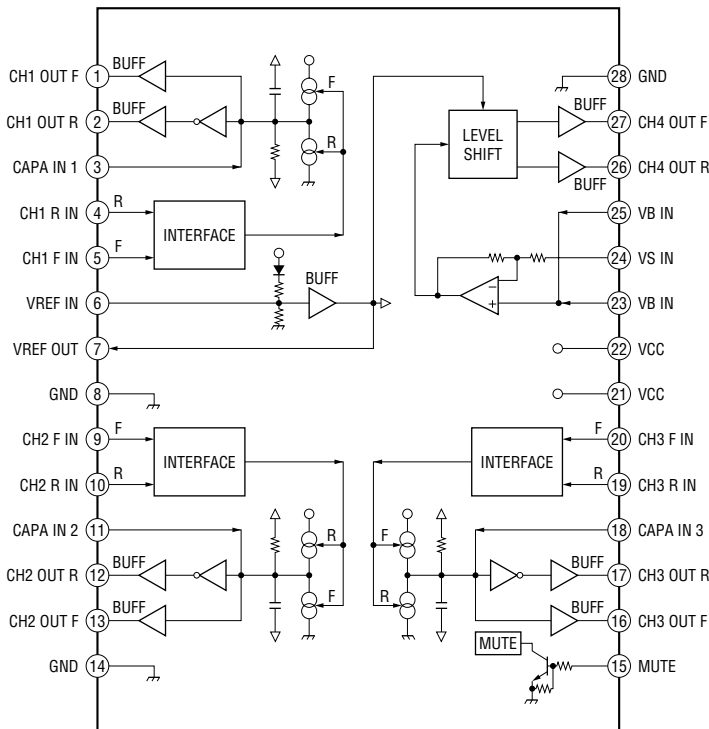 CH1 OUT F 1 BUFF
CH1 OUT R 2 BUFF
CAPA IN 1 3
CH1 R IN 4 R
CH1 F IN 5 F
INTERFACE
F
R
VREF IN 6
BUFF
VREF OUT 7
GND 8
CH2 F IN 9 F
CH2 R IN 10 R
INTERFACE
CAPA IN 2 11
CH2 OUT R 12 BUFF
CH2 OUT F 13 BUFF
R
F
GND 14
28 GND
BUFF 27 CH4 OUT F
LEVEL
SHIFT
BUFF 26 CH4 OUT R
25 VB IN
24 VS IN
−
+
23 VB IN
22 VCC
21 VCC
F 20 CH3 F IN
INTERFACE
R 19 CH3 R IN
18 CAPA IN 3
F
R
BUFF 17 CH3 OUT R
BUFF 16 CH3 OUT F
MUTE
15 MUTE